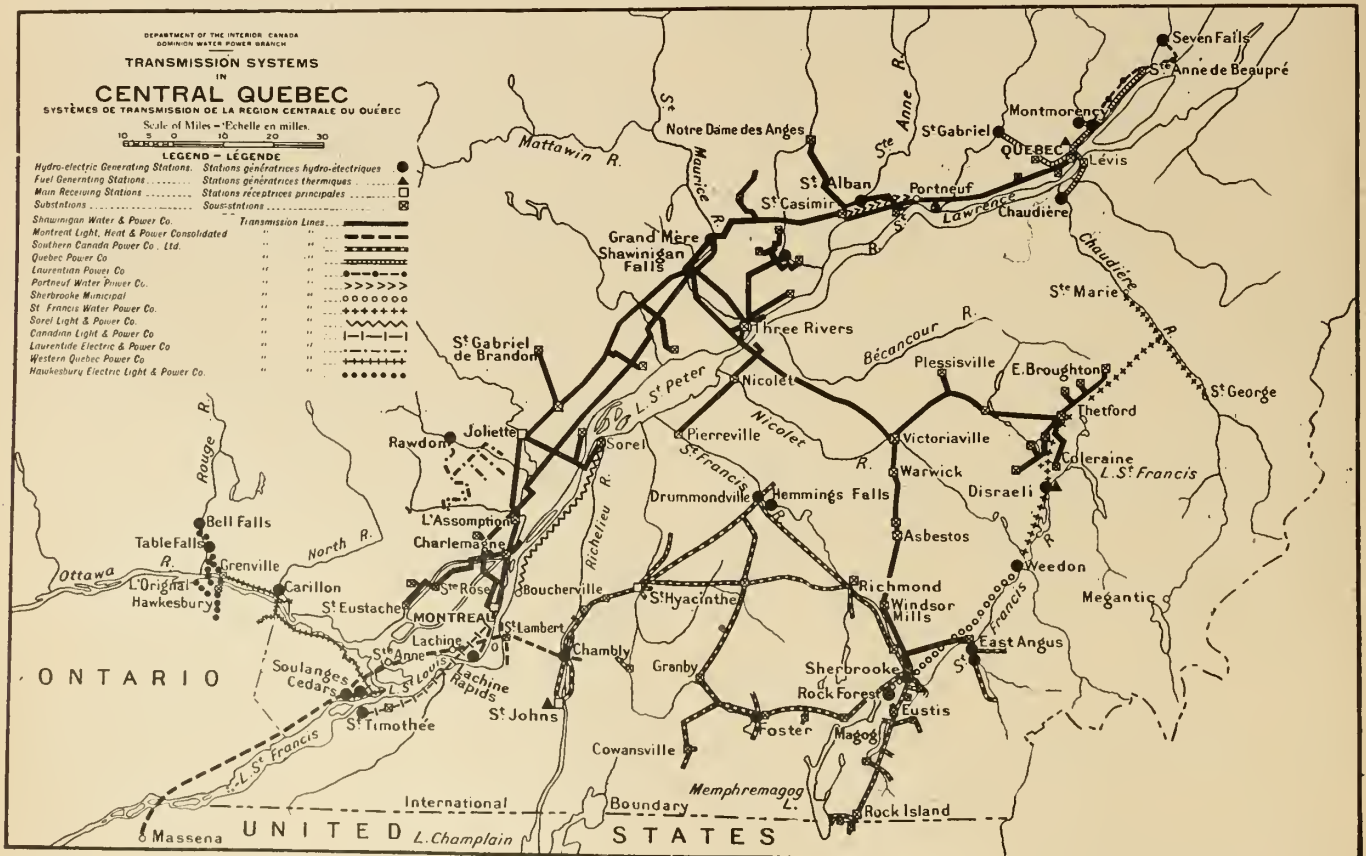 DEPARTMENT OF THE INTERIOR CANADA
DOMINION WATER POWER BRANCH
TRANSMISSION SYSTEMS
IN
CENTRAL QUEBEC
SYSTÈMES DE TRANSMISSION DE LA REGION CENTRALE DU QUÉBEC
Scale of Miles - Echelle en milles.
10 5 0 10 20 30
LEGEND - LÉGENDE
Hydro-electric Generating Stations. Stations génératrices hydro-électriques
Fuel Generating Stations Stations génératrices thermiques
Main Receiving Stations Stations réceptrices principales
Substations Sous-stations
Shawinigan Water & Power Co. Transmission Lines
Montreal Light, Heat & Power Consolidated " "
Southern Canada Power Co., Ltd. " "
Quebec Power Co " "
Laurentian Power Co " "
Portneuf Water Power Co. " "
Sherbrooke Municipal " "
St Francis Water Power Co. " "
Sorel Light & Power Co. " "
Canadian Light & Power Co " "
Laurentide Electric & Power Co " "
Western Quebec Power Co " "
Hawkesbury Electric Light & Power Co. " "
Seven Falls
Ste Anne de Beaupré
Montmorency
St Gabriel
QUEBEC
Lévis
Chaudière
Notre Dame des Anges
Ste Anne R.
St Maurice R.
Mattawin R.
St Alban
Portneuf
St Casimir
St. Lawrence R.
Grand Mère
Shawinigan Falls
Chaudière R.
Ste Marie
Three Rivers
Bécancour R.
St Gabriel de Brandon
L. St Peter
Nicolet
Plessisville
E. Broughton
St George
Thetford
Rouge R.
Rawdon
Joliette
Sorel
Pierreville
Nicolet R.
Victoriaville
Coleraine
L. St Francis
Warwick
St Francis R.
Drummondville
Hemmings Falls
Disraeli
L'Assomption
Richelieu R.
Bell Falls
Table Falls
North R.
Charlemagne
Asbestos
Ottawa R.
Grenville
L'Orignal
Carillon
Hawkesbury
Ste Rose
Boucherville
St Hyacinthe
Richmond
Weedon
Megantic
St Eustache
MONTREAL
Windsor Mills
St Francis R.
St Lambert
Lachine
Chambly
East Angus
Ste Anne
ONTARIO
Soulanges
Cedars
L. St Louis
Lachine Rapids
Granby
Sherbrooke
Rock Forest
St Johns
Eustis
St Timothée
Foster
Magog
L. St Francis
Cowansville
Memphremagog L.
International Boundary
Rock Island
Massena
UNITED STATES
L. Champlain